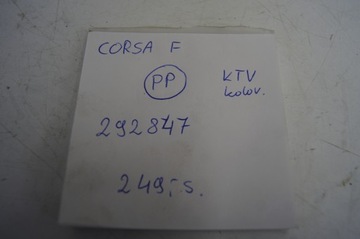 CORSA F
PP
KTV
kolov.
292847
249,- s.